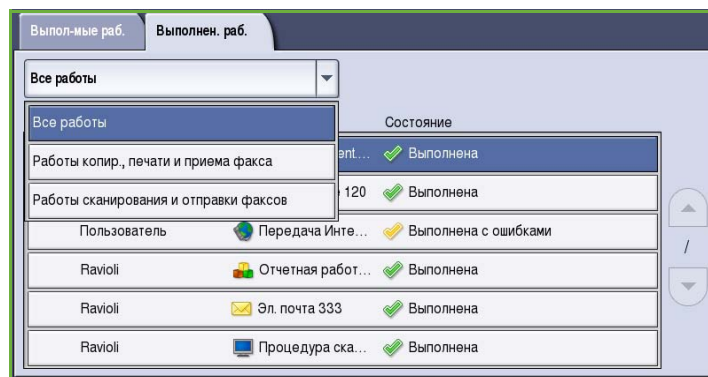 Выпол-мые раб. Выполнен. раб.
Все работы
Все работы
Состояние
Работы копир., печати и приема факса
Работы сканирования и отправки факсов
ent... Выполнена
120 Выполнена
Пользователь Передача Инте... Выполнена с ошибками
/
Ravioli Отчетная работ... Выполнена
Ravioli Эл. почта 333 Выполнена
Ravioli Процедура ска... Выполнена